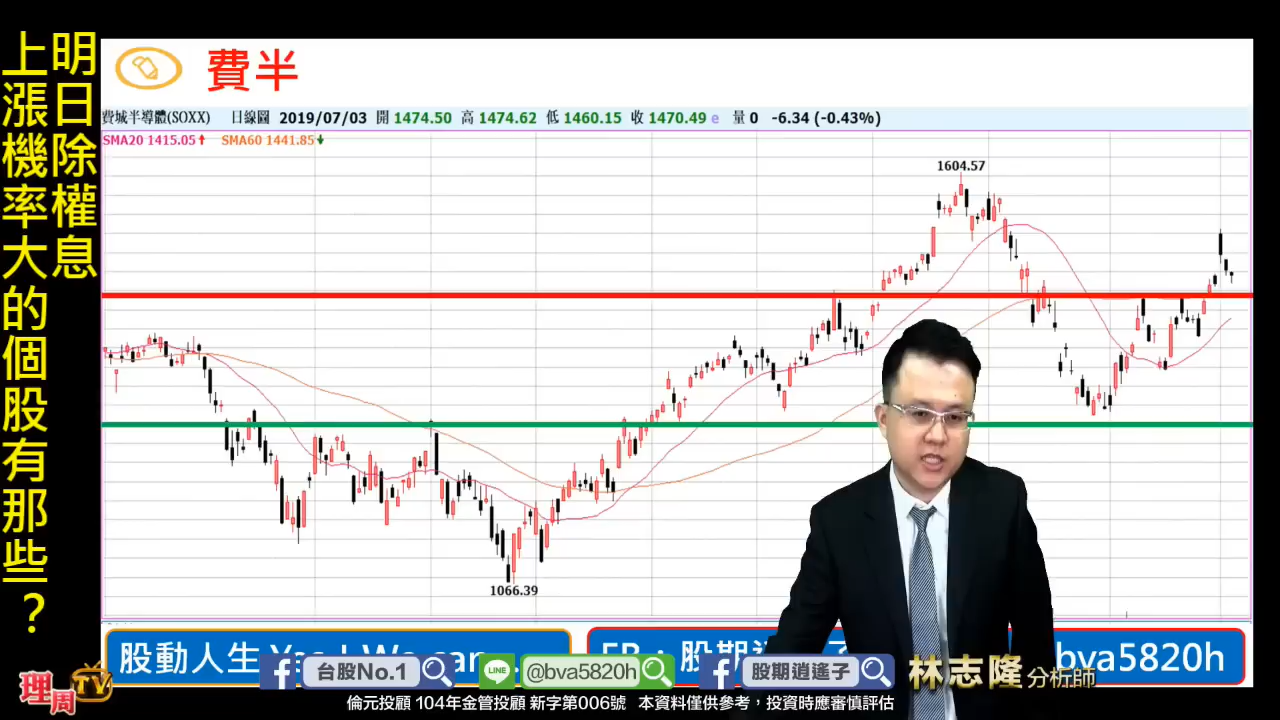 明日除權息
上漲機率大的個股有那些？
費半
費城半導體(SOXX) 日線圖 2019/07/03 開 1474.50 高 1474.62 低 1460.15 收 1470.49 e 量 0 -6.34 (-0.43%)
SMA20 1415.05↑ SMA60 1441.85↓
1604.57
1066.39
股動人生
bva5820h
台股No.1
LINE @bva5820h
股期逍遙子
林志隆 分析師
理周TV
倫元投顧 104年金管投顧 新字第006號 本資料僅供參考，投資時應審慎評估